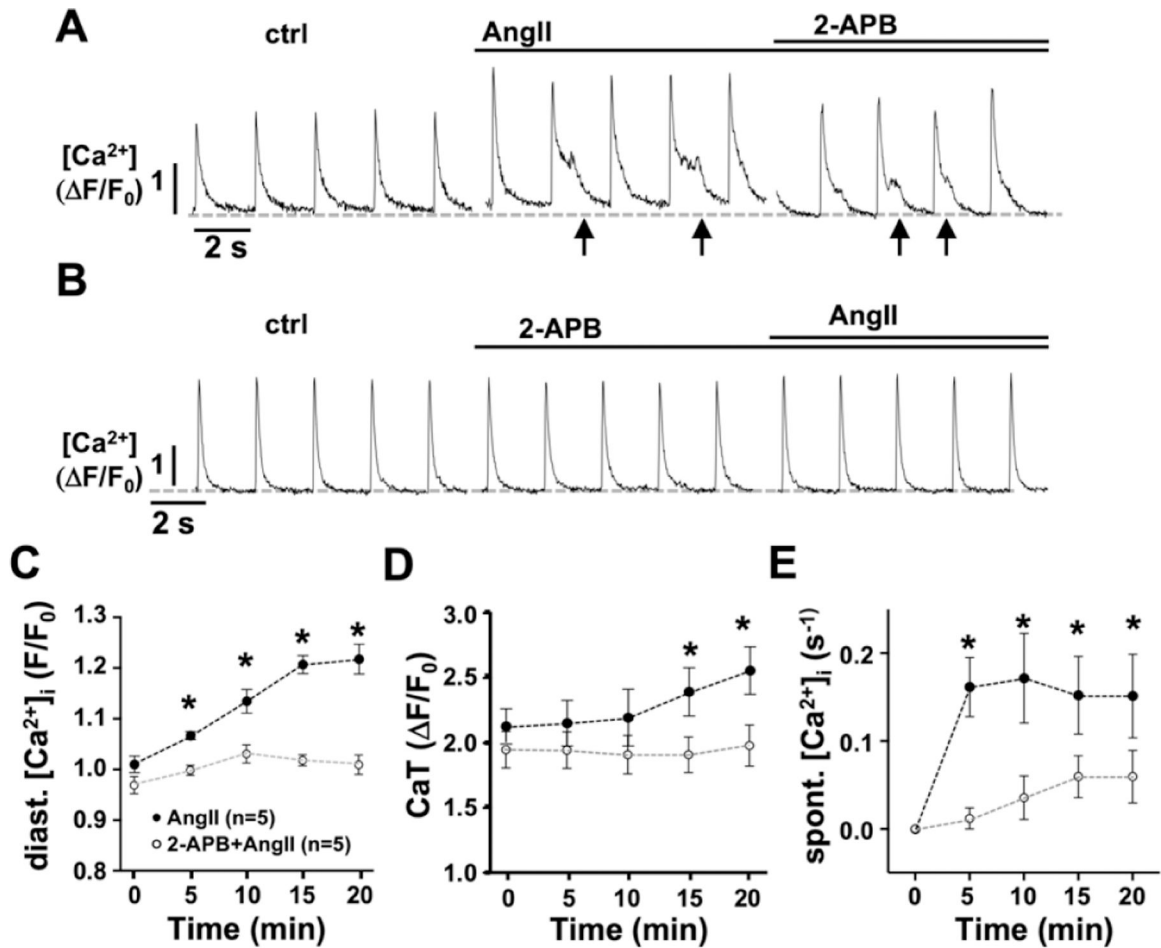 A
ctrl
AngII
2-APB
[Ca²⁺]
(ΔF/F₀)
1
2 s
B
ctrl
2-APB
AngII
[Ca²⁺]
(ΔF/F₀)
1
2 s
C
diast. [Ca²⁺]ᵢ (F/F₀)
1.3
1.2
1.1
1.0
0.9
0.8
* * * *
AngII (n=5)
2-APB+AngII (n=5)
0 5 10 15 20
Time (min)
D
CaT (ΔF/F₀)
3.0
2.5
2.0
1.5
1.0
* *
0 5 10 15 20
Time (min)
E
spont. [Ca²⁺]ᵢ (s⁻¹)
0.2
0.1
0.0
* * * *
0 5 10 15 20
Time (min)